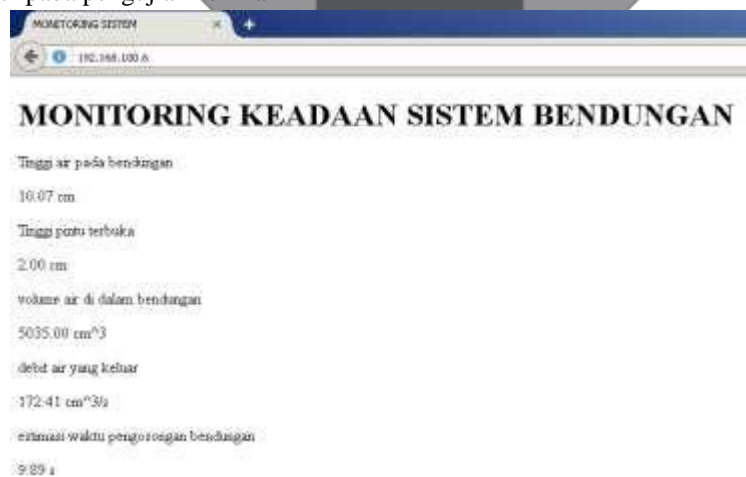 pada
MONITORING SISTEM × +
192.168.100.6
MONITORING KEADAAN SISTEM BENDUNGAN
Tinggi air pada bendungan
10.07 cm
Tinggi pintu terbuka
2.00 cm
volume air di dalam bendungan
5035.00 cm^3
debit air yang keluar
172.41 cm^3/s
estimasi waktu pengosongan bendungan
9.89 s